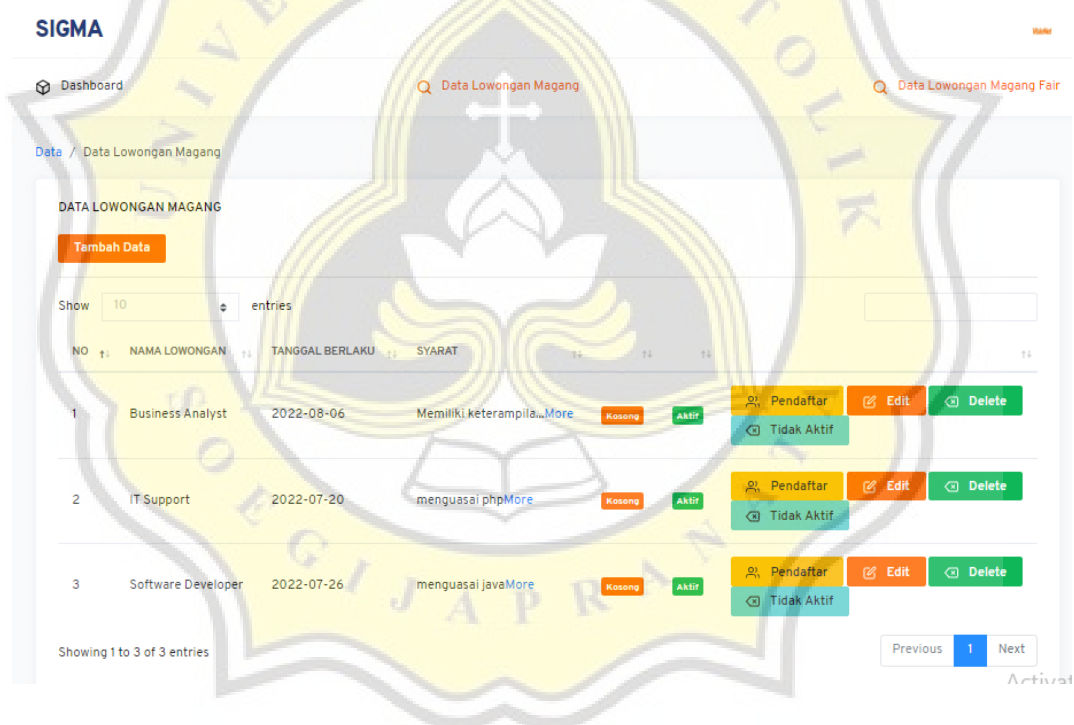 SIGMA
Dashboard Data Lowongan Magang Data Lowongan Magang Fair
Data / Data Lowongan Magang
DATA LOWONGAN MAGANG
Tambah Data
Show 10 entries
NO NAMA LOWONGAN TANGGAL BERLAKU SYARAT
1 Business Analyst 2022-08-06 Memiliki keterampila...More Kosong Aktif Pendaftar Edit Delete
Tidak Aktif
2 IT Support 2022-07-20 menguasai phpMore Kosong Aktif Pendaftar Edit Delete
Tidak Aktif
3 Software Developer 2022-07-26 menguasai javaMore Kosong Aktif Pendaftar Edit Delete
Tidak Aktif
Showing 1 to 3 of 3 entries Previous 1 Next
Activat
SOEGIJAPRANATA